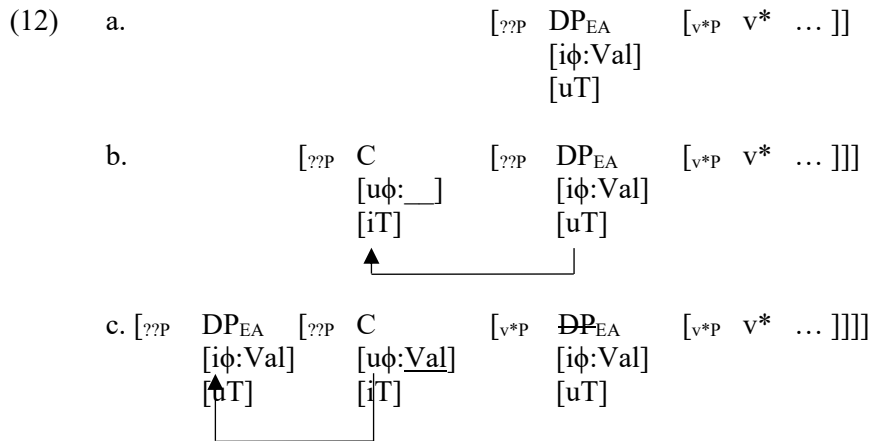 (12) a. [??P DPEA [v*P v* … ]]
[iϕ:Val]
[uT]
b. [??P C [??P DPEA [v*P v* … ]]]
[uϕ:__] [iϕ:Val]
[iT] [uT]
c. [??P DPEA [??P C [v*P DPEA [v*P v* … ]]]]
[iϕ:Val] [uϕ:Val] [iϕ:Val]
[uT] [iT] [uT]